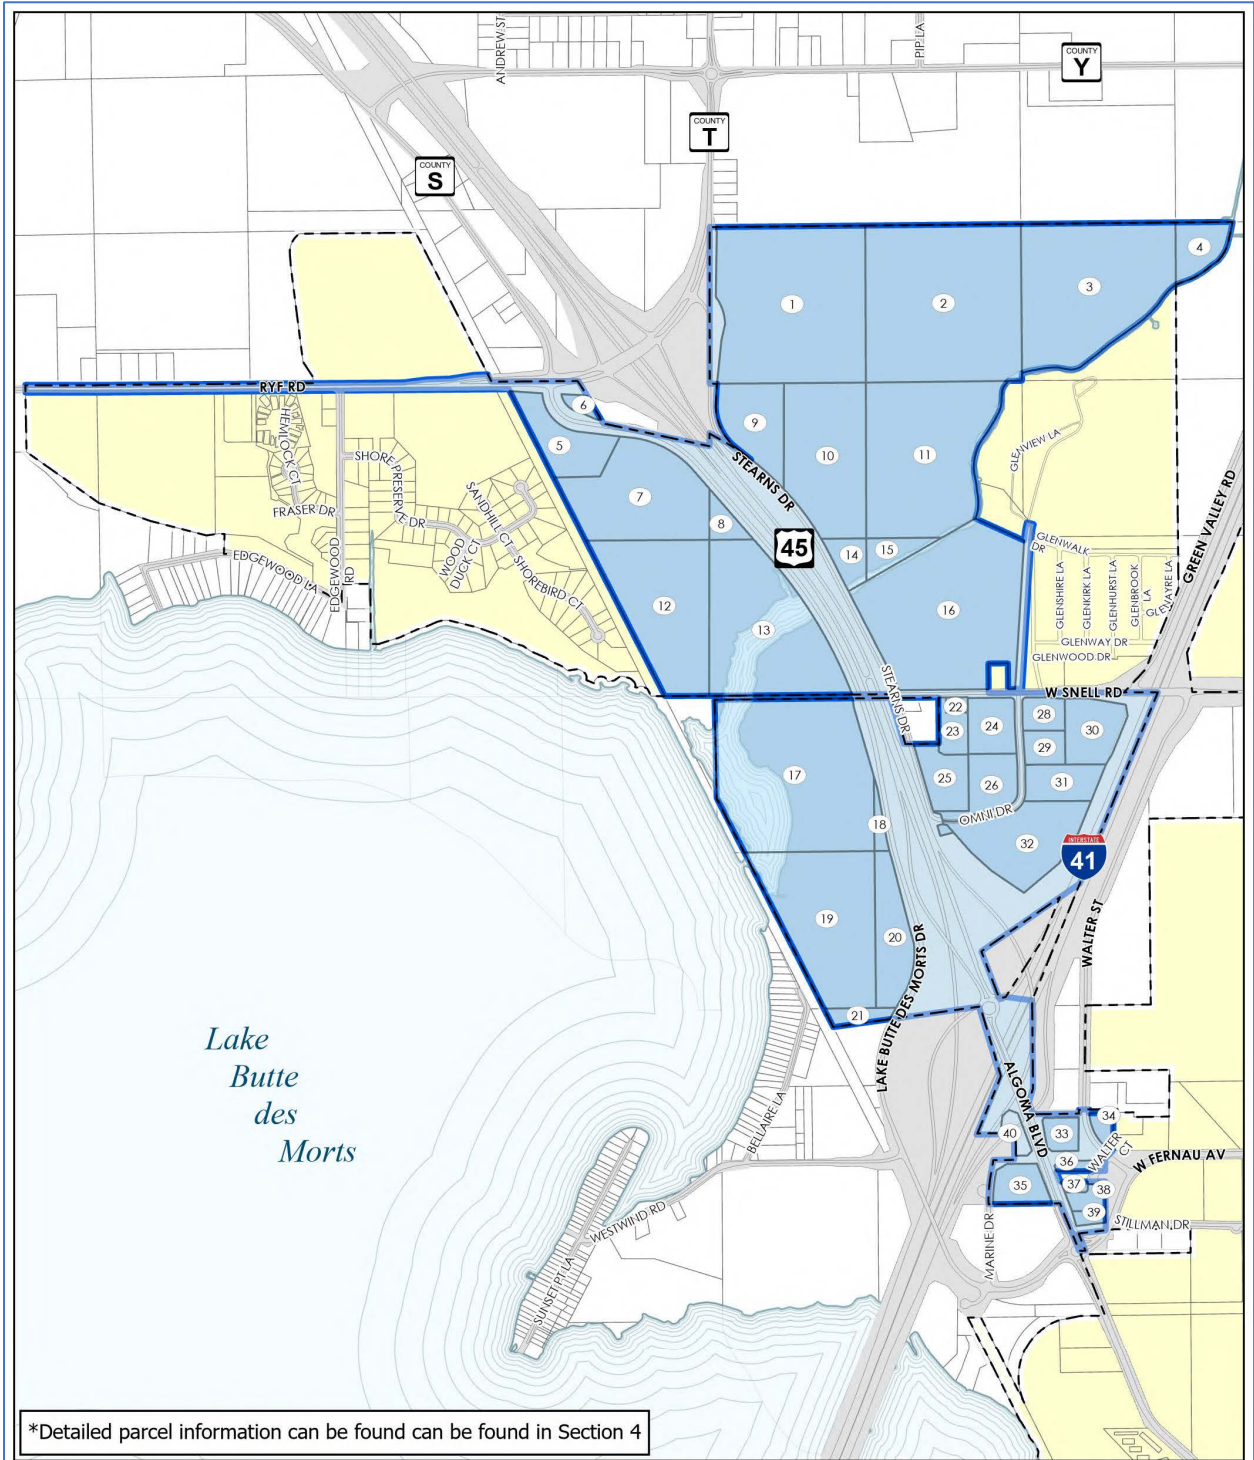 ANDREW ST
PIP LA
COUNTY
Y
COUNTY
T
COUNTY
S
4
3
1
2
RYF RD
6
9
5
10
11
HEMLOCK CT
GLENVIEW LA
SHORE PRESERVE DR
STEARNS DR
SANDHILL CT
7
FRASER DR
8
45
GREEN VALLEY RD
14
15
GLENWALK DR
WOOD DUCK CT
EDGEWOOD LA
EDGEWOOD RD
SHOREBIRD CT
GLENSHIRE LA
GLENKIRK LA
GLENHURST LA
GLENBROOK LA
GLENAYRE LA
12
16
13
GLENWAY DR
GLENWOOD DR
STEARNS DR
W SNELL RD
22
28
23
24
30
29
17
25
26
31
OMNI DR
18
32
INTERSTATE
41
19
20
WALTER ST
LAKE BUTTE DES MORTS DR
21
Lake
Butte
des
Morts
ALGOMA BLVD
BELLAIRE LA
34
40
33
WALTER CT
36
W FERNAU AV
35
37
38
39
STILLMAN DR
WESTWIND RD
MARINE DR
SUNSET PT LA
*Detailed parcel information can be found can be found in Section 4